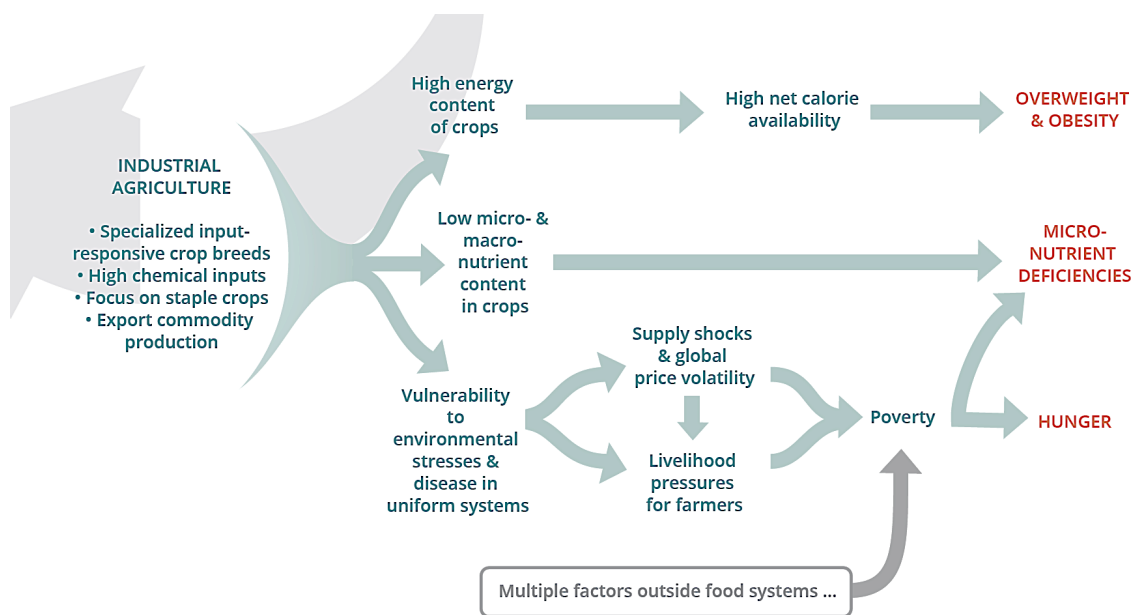 INDUSTRIAL
AGRICULTURE
• Specialized input-
responsive crop breeds
• High chemical inputs
• Focus on staple crops
• Export commodity
production
High energy
content
of crops
High net calorie
availability
OVERWEIGHT
& OBESITY
Low micro- &
macro-
nutrient
content
in crops
MICRO-
NUTRIENT
DEFICIENCIES
Vulnerability
to
environmental
stresses &
disease in
uniform systems
Supply shocks
& global
price volatility
Livelihood
pressures
for farmers
Poverty
HUNGER
Multiple factors outside food systems ...